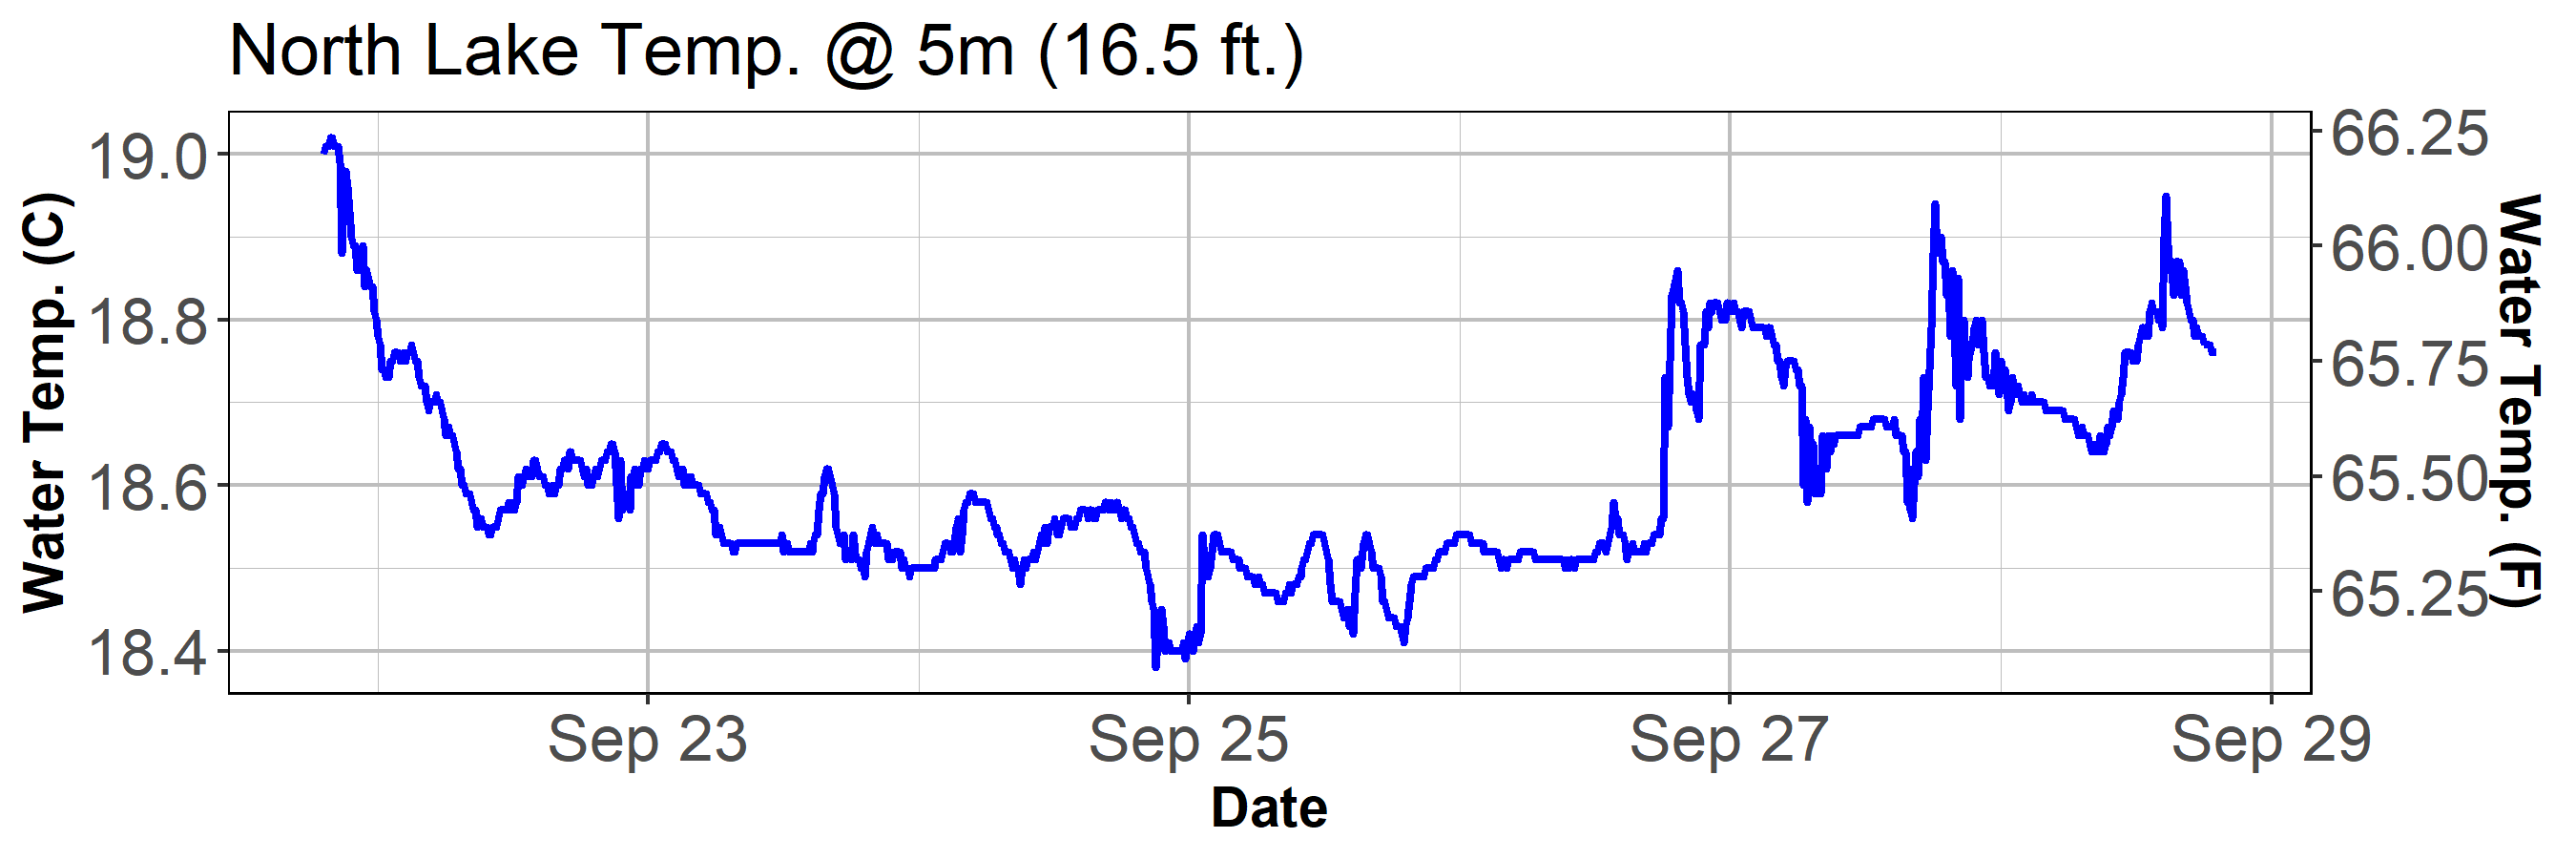 North Lake Temp. @ 5m (16.5 ft.)
Water Temp. (C)
19.0
18.8
18.6
18.4
66.25
66.00
65.75
65.50
65.25
Water Temp. (F)
Sep 23 Sep 25 Sep 27 Sep 29
Date